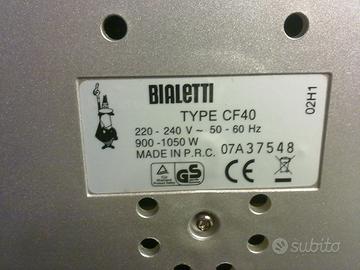 BIALETTI
TYPE CF40
220 - 240 V ~ 50 - 60 Hz
900 -1050 W
MADE IN P.R.C. 07A37548
02H1
GS
CE
subito